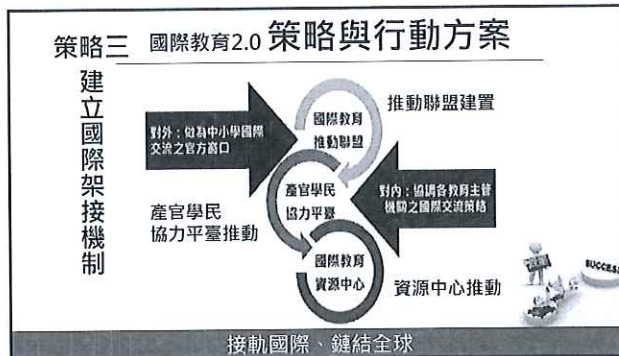 國際教育2.0 策略與行動方案
策略三
建立國際架接機制
對外：做為中小學國際
交流之官方窗口
國際教育
推動聯盟
推動聯盟建置
產官學民
協力平臺
對內：協調各教育主管
機關之國際交流策略
產官學民
協力平臺推動
國際教育
資源中心
資源中心推動
SUCCESS
接軌國際、鏈結全球